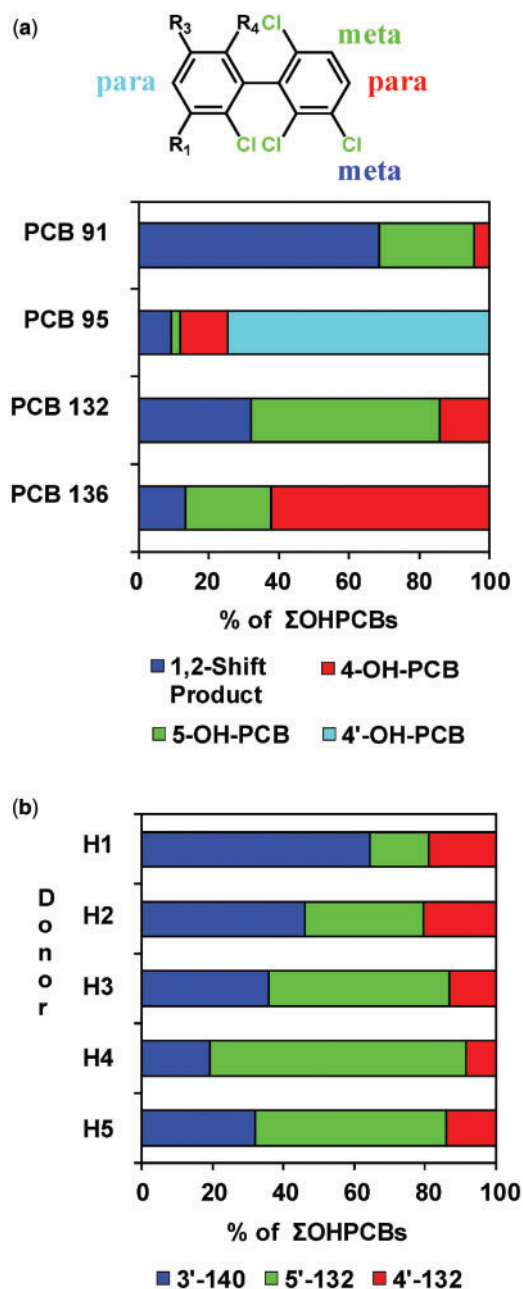 (a)
R3 R4 Cl meta
para para
R1 Cl Cl Cl
meta
PCB 91
PCB 95
PCB 132
PCB 136
0 20 40 60 80 100
% of ΣOHPCBs
1,2-Shift Product 4-OH-PCB
5-OH-PCB 4'-OH-PCB
(b)
Donor
H1
H2
H3
H4
H5
0 20 40 60 80 100
% of ΣOHPCBs
3'-140 5'-132 4'-132